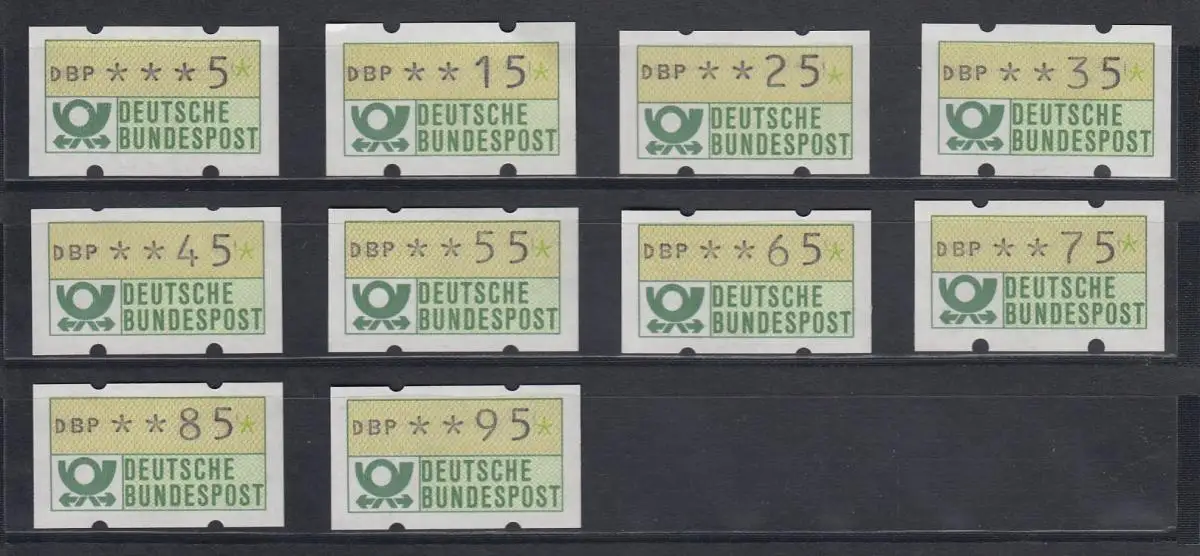 DBP ***5*
DEUTSCHE
BUNDESPOST
DBP **15*
DEUTSCHE
BUNDESPOST
DBP **25*
DEUTSCHE
BUNDESPOST
DBP **35*
DEUTSCHE
BUNDESPOST
DBP **45*
DEUTSCHE
BUNDESPOST
DBP **55*
DEUTSCHE
BUNDESPOST
DBP **65*
DEUTSCHE
BUNDESPOST
DBP **75*
DEUTSCHE
BUNDESPOST
DBP **85*
DEUTSCHE
BUNDESPOST
DBP **95*
DEUTSCHE
BUNDESPOST